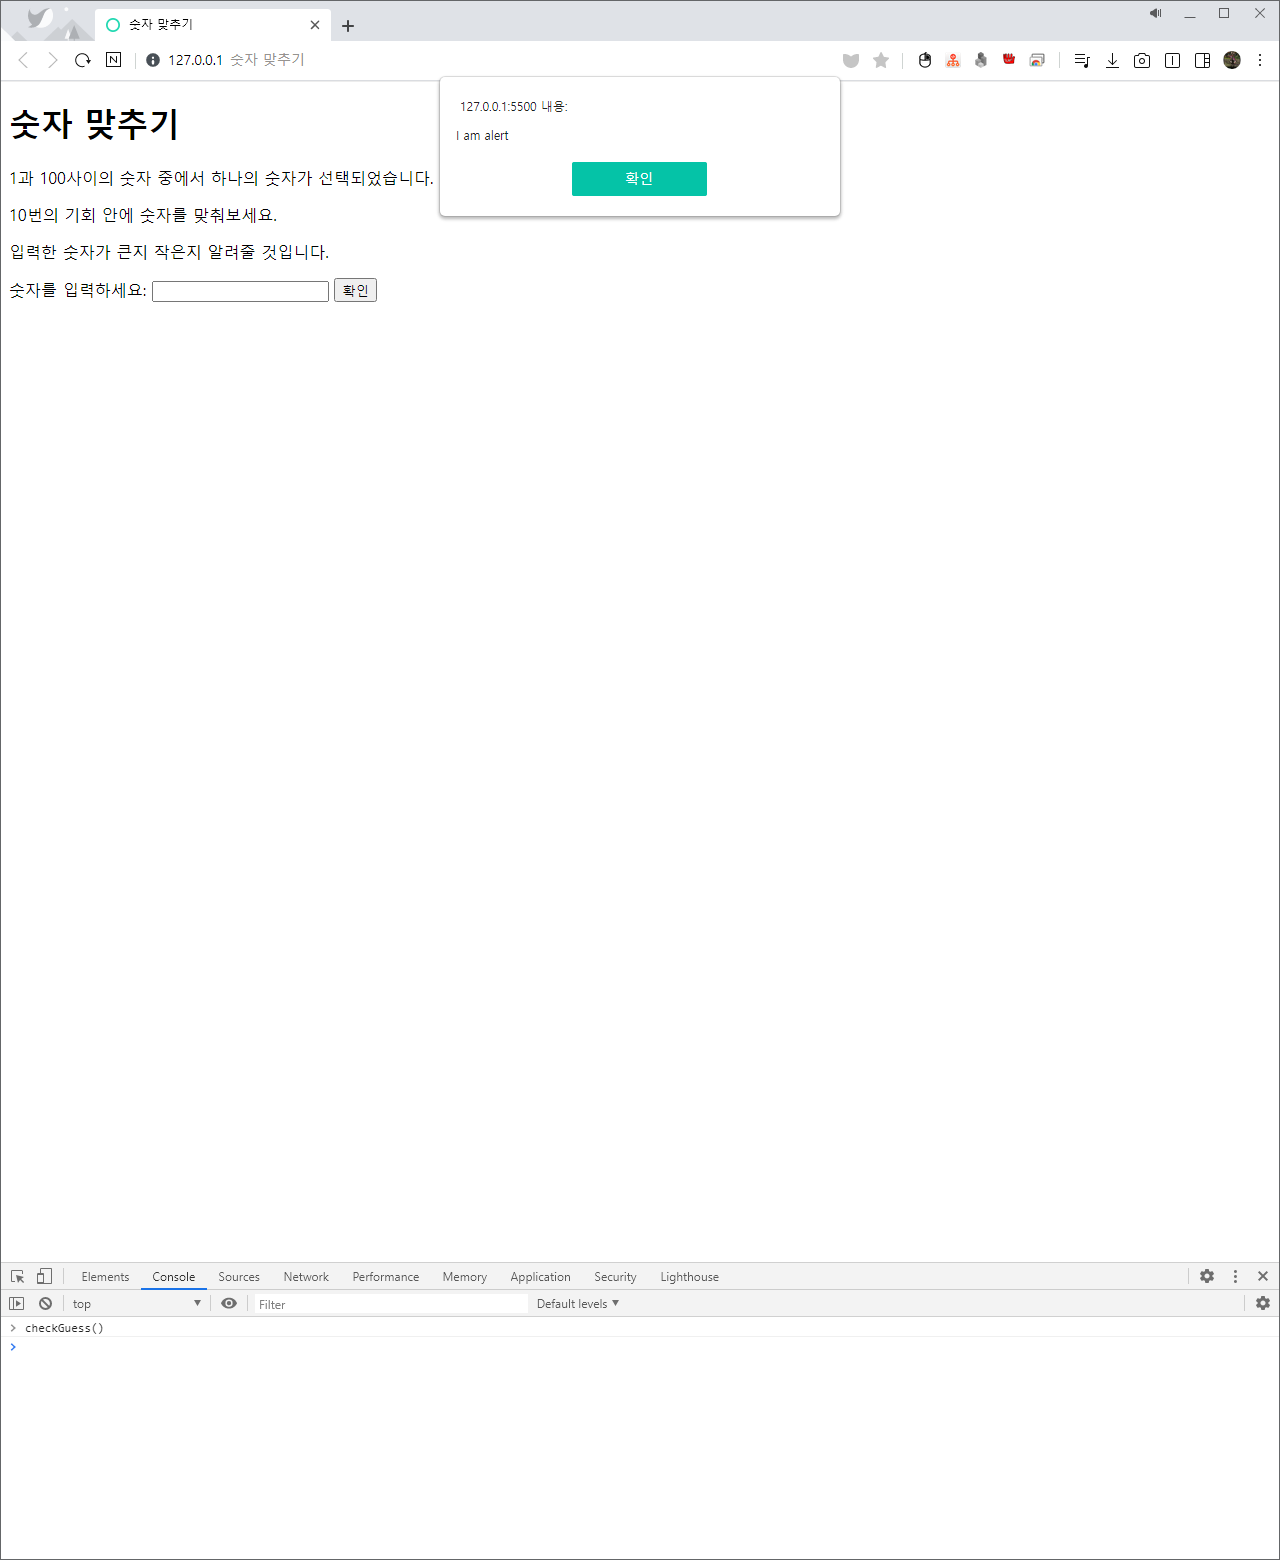 숫자 맞추기
127.0.0.1 숫자 맞추기
127.0.0.1:5500 내용:
I am alert
확인
숫자 맞추기
1과 100사이의 숫자 중에서 하나의 숫자가 선택되었습니다.
10번의 기회 안에 숫자를 맞춰보세요.
입력한 숫자가 큰지 작은지 알려줄 것입니다.
숫자를 입력하세요: 확인
Elements Console Sources Network Performance Memory Application Security Lighthouse
top Filter Default levels
checkGuess()